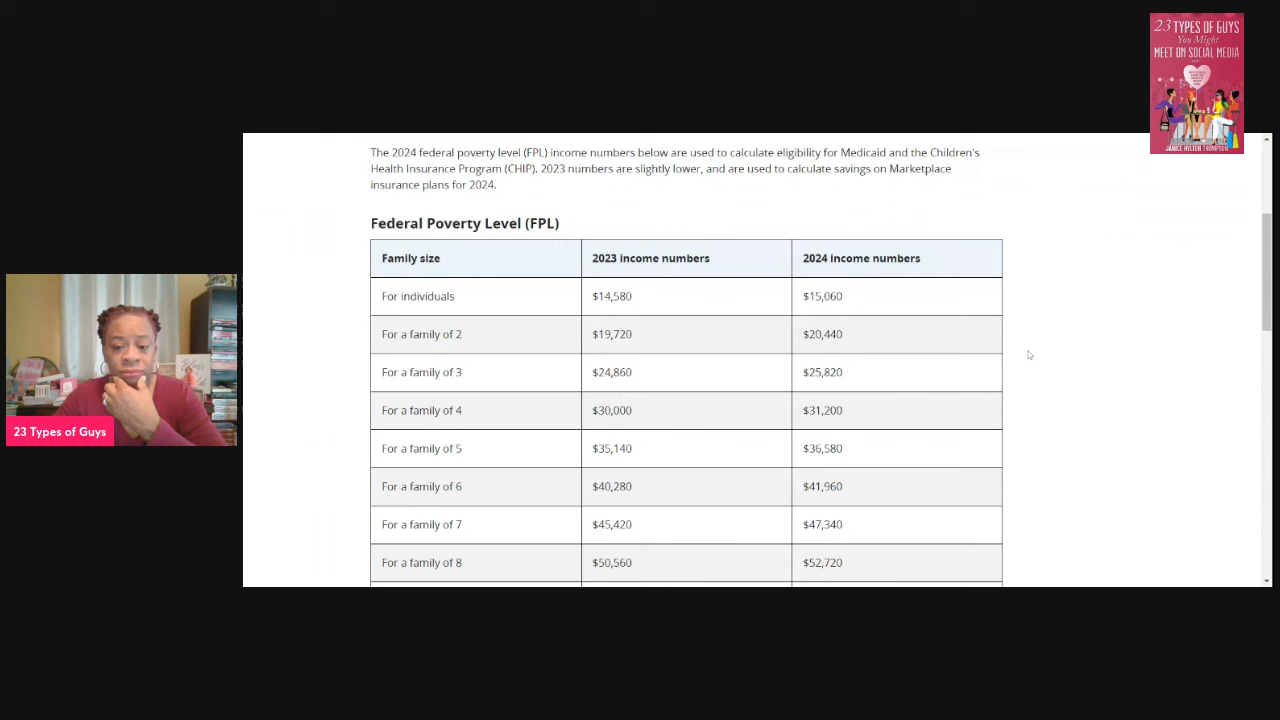 23 TYPES OF GUYS
You Might
MEET ON SOCIAL MEDIA
JANICE HYLTON THOMPSON
The 2024 federal poverty level (FPL) income numbers below are used to calculate eligibility for Medicaid and the Children's
Health Insurance Program (CHIP). 2023 numbers are slightly lower, and are used to calculate savings on Marketplace
insurance plans for 2024.
Federal Poverty Level (FPL)
Family size 2023 income numbers 2024 income numbers
For individuals $14,580 $15,060
For a family of 2 $19,720 $20,440
For a family of 3 $24,860 $25,820
For a family of 4 $30,000 $31,200
For a family of 5 $35,140 $36,580
For a family of 6 $40,280 $41,960
For a family of 7 $45,420 $47,340
For a family of 8 $50,560 $52,720
23 Types of Guys